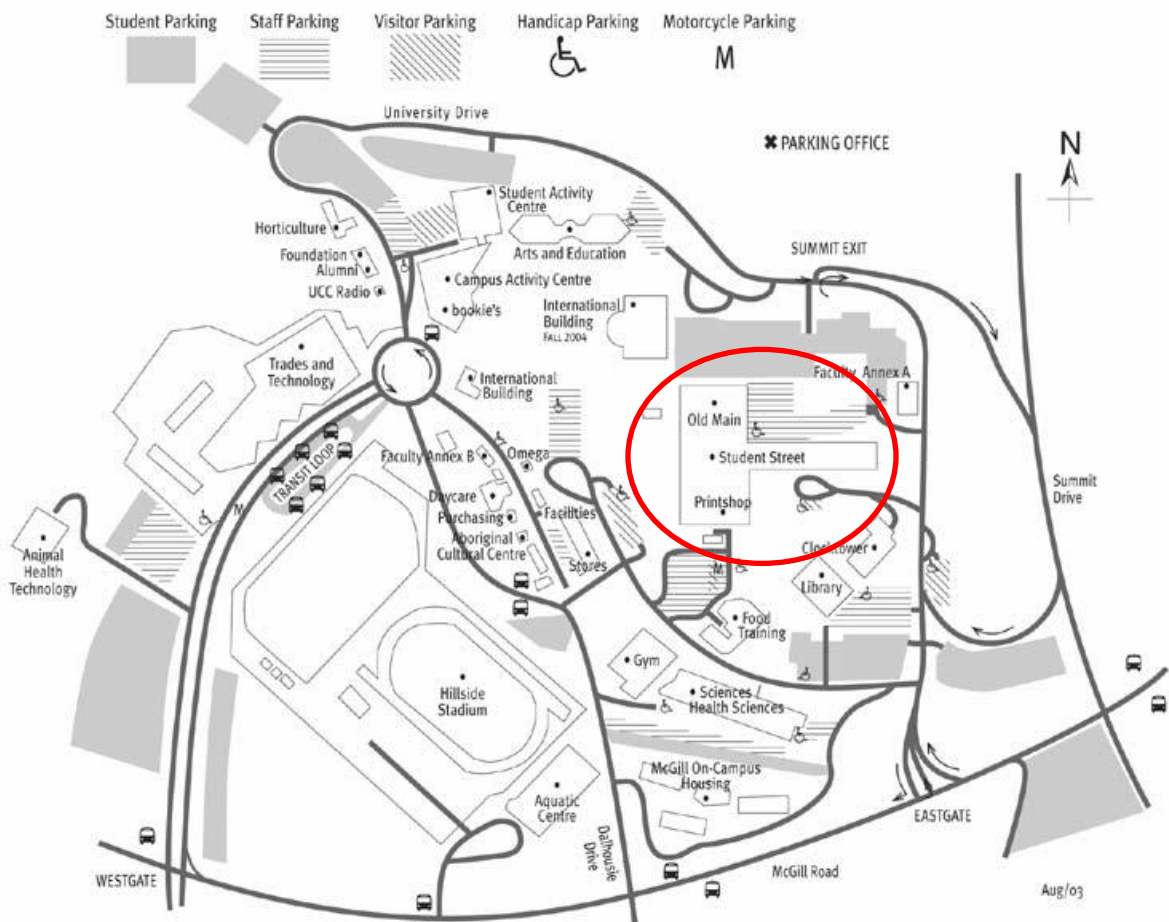 Student Parking
Staff Parking
Visitor Parking
Handicap Parking
Motorcycle Parking
M
University Drive
✖ PARKING OFFICE
N
Student Activity
Centre
Horticulture
Arts and Education
SUMMIT EXIT
Foundation
Alumni
Campus Activity Centre
UCC Radio
bookie's
International
Building
FALL 2004
Trades and
Technology
Faculty Annex A
International
Building
Old Main
Student Street
Faculty Annex B
Omega
TRANSIT LOOP
Summit
Drive
Daycare
Printshop
M
Purchasing
Facilities
Aboriginal
Cultural Centre
Clocktower
Animal
Health
Technology
Stores
M
Library
Food
Training
Gym
Hillside
Stadium
Sciences /
Health Sciences
McGill On-Campus
Housing
Aquatic
Centre
EASTGATE
Dalhousie
Drive
McGill Road
WESTGATE
Aug/03